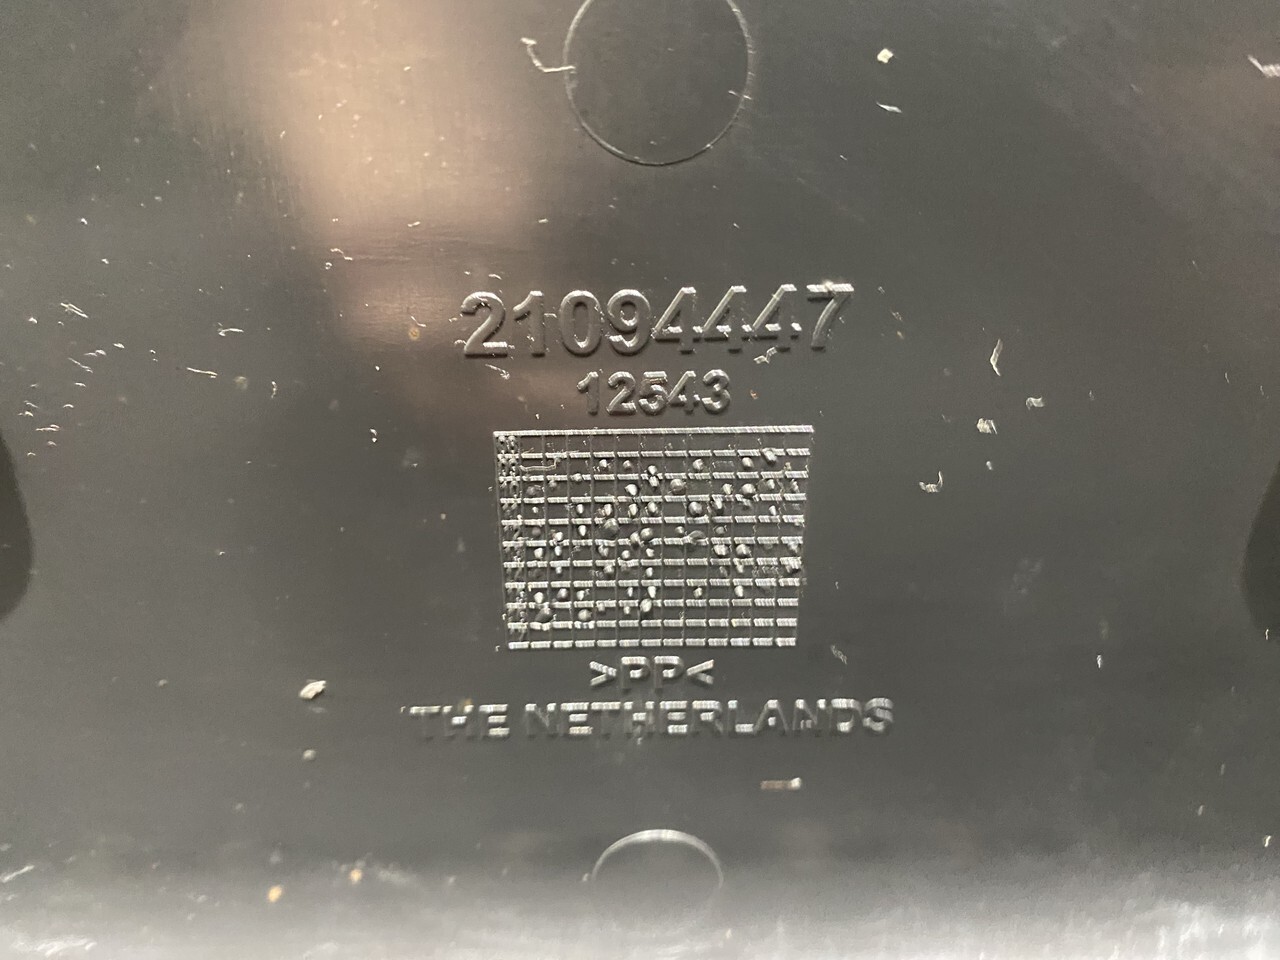 21094447
12543
>PP<
THE NETHERLANDS